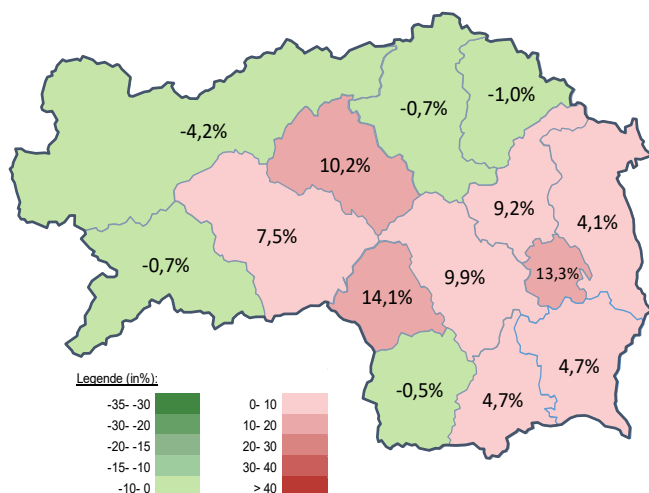 -0,7%
-1,0%
-4,2%
10,2%
9,2%
4,1%
7,5%
-0,7%
9,9%
13,3%
14,1%
4,7%
-0,5%
4,7%
Legende (in%):
-35- -30 0- 10
-30- -20 10- 20
-20- -15 20- 30
-15- -10 30- 40
-10- 0 > 40